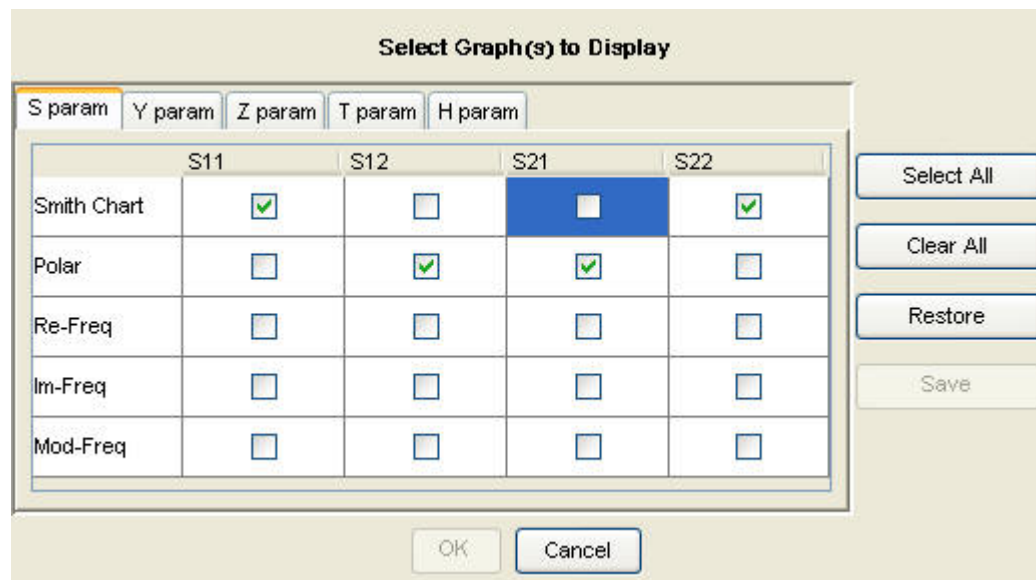 Select Graph(s) to Display
S param Y param Z param T param H param
S11 S12 S21 S22
Smith Chart
Polar
Re-Freq
Im-Freq
Mod-Freq
Select All
Clear All
Restore
Save
OK Cancel